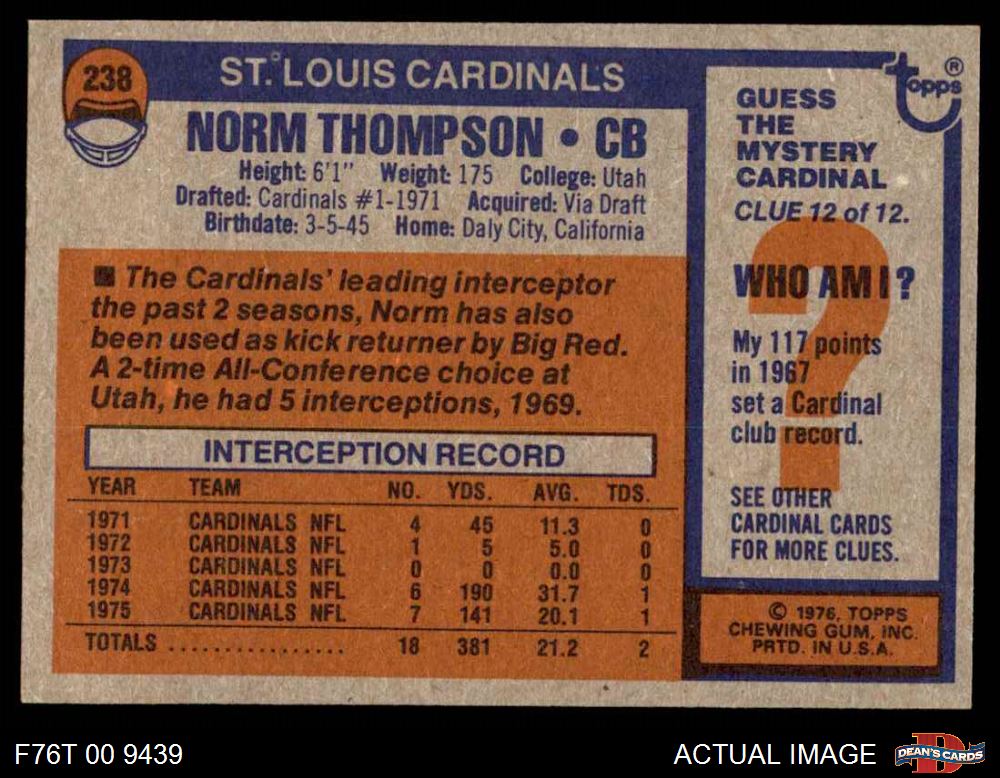 238
ST. LOUIS CARDINALS
NORM THOMPSON • CB
Height: 6'1" Weight: 175 College: Utah
Drafted: Cardinals #1-1971 Acquired: Via Draft
Birthdate: 3-5-45 Home: Daly City, California
■ The Cardinals' leading interceptor
the past 2 seasons, Norm has also
been used as kick returner by Big Red.
A 2-time All-Conference choice at
Utah, he had 5 interceptions, 1969.
INTERCEPTION RECORD
YEAR TEAM NO. YDS. AVG. TDS.
1971 CARDINALS NFL 4 45 11.3 0
1972 CARDINALS NFL 1 5 5.0 0
1973 CARDINALS NFL 0 0 0.0 0
1974 CARDINALS NFL 6 190 31.7 1
1975 CARDINALS NFL 7 141 20.1 1
TOTALS ................ 18 381 21.2 2
topps ®
GUESS
THE
MYSTERY
CARDINAL
CLUE 12 of 12.
?
WHO AM I?
My 117 points
in 1967
set a Cardinal
club record.
SEE OTHER
CARDINAL CARDS
FOR MORE CLUES.
© 1976, TOPPS
CHEWING GUM, INC.
PRTD. IN U.S.A.
F76T 00 9439
ACTUAL IMAGE
D
DEAN'S CARDS